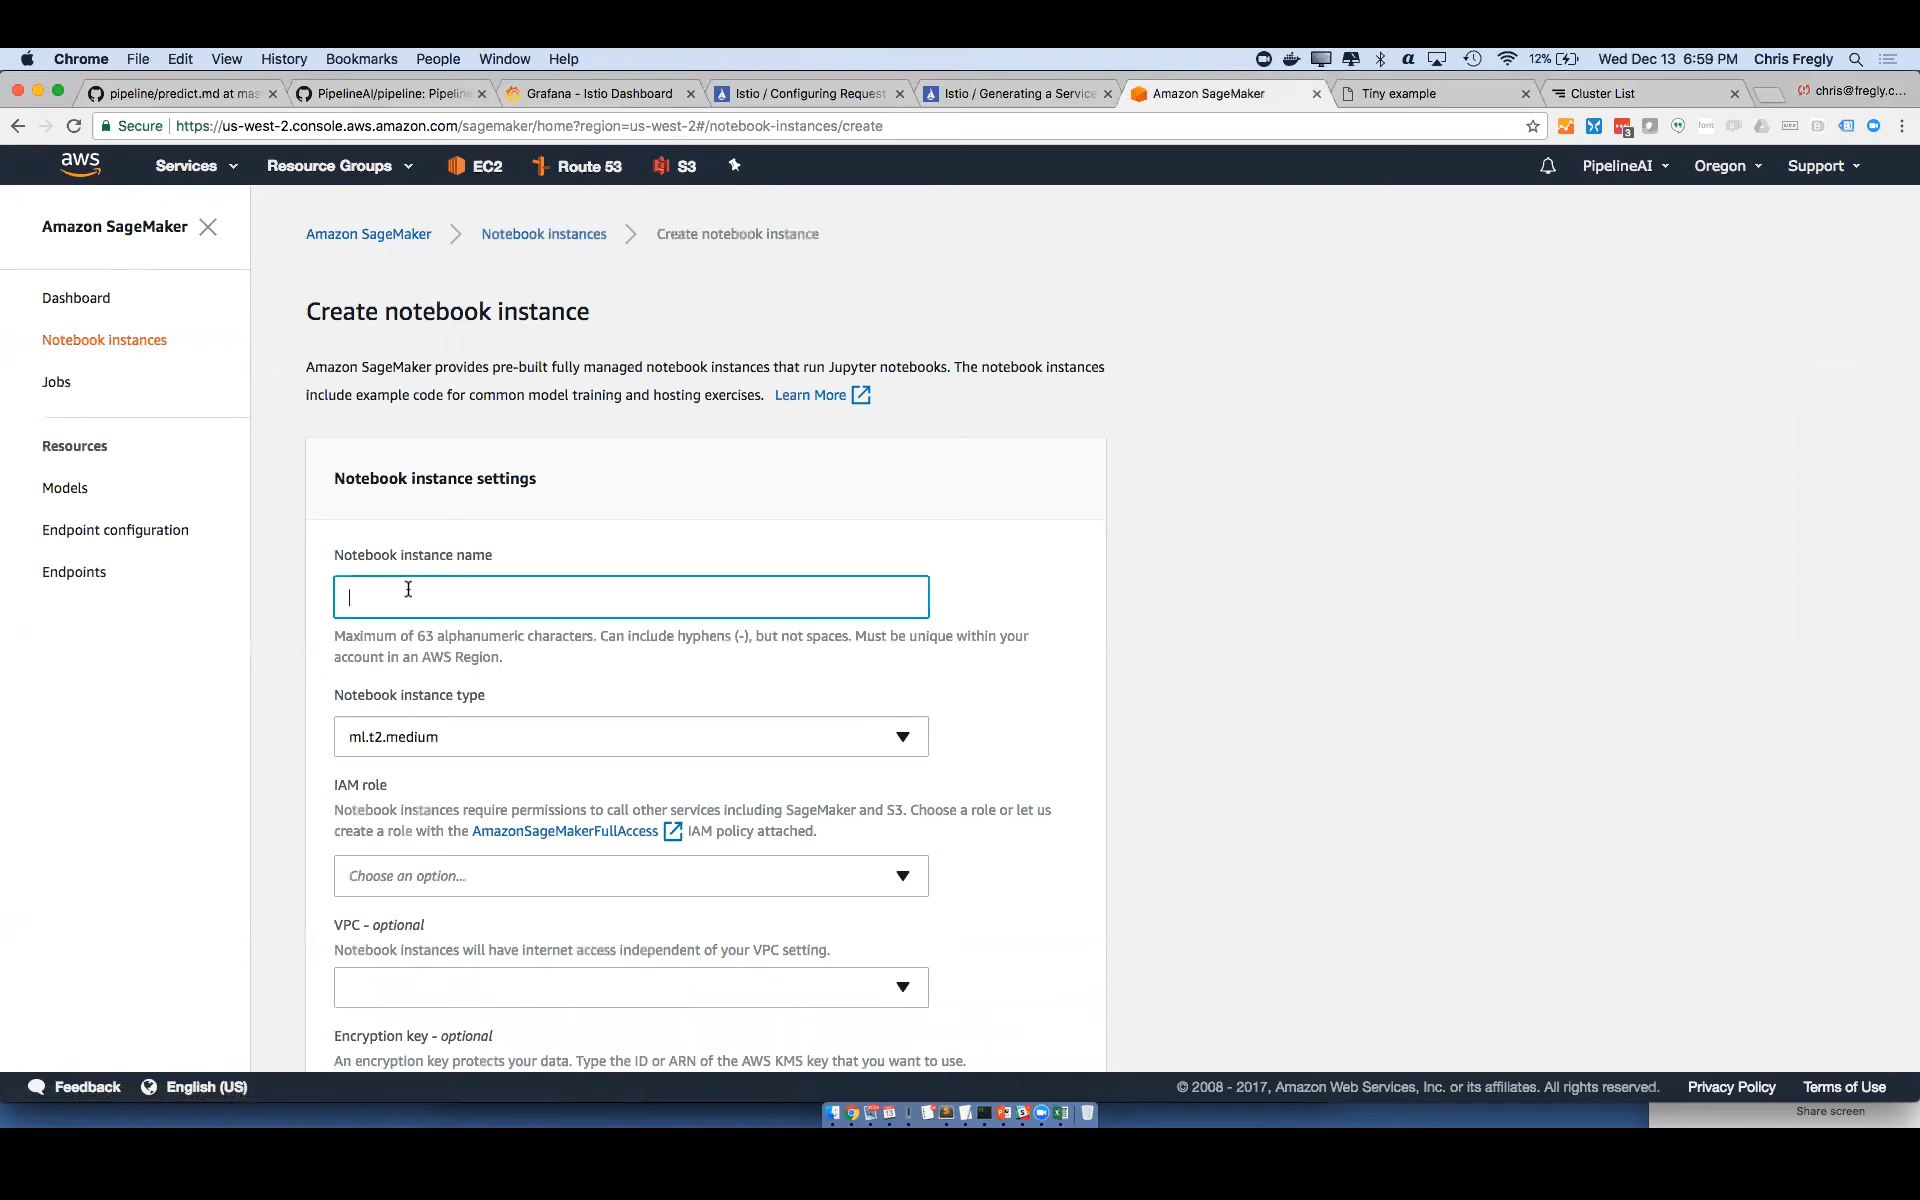 Chrome File Edit View History Bookmarks People Window Help 12% Wed Dec 13 6:59 PM Chris Fregly
pipeline/predict.md at mas PipelineAI/pipeline: Pipeline Grafana - Istio Dashboard Istio / Configuring Request Istio / Generating a Service Amazon SageMaker Tiny example Cluster List chris@fregly.c...
Secure https://us-west-2.console.aws.amazon.com/sagemaker/home?region=us-west-2#/notebook-instances/create
aws Services Resource Groups EC2 Route 53 S3 PipelineAI Oregon Support
Amazon SageMaker
Dashboard
Notebook instances
Jobs
Resources
Models
Endpoint configuration
Endpoints
Amazon SageMaker Notebook instances Create notebook instance
Create notebook instance
Amazon SageMaker provides pre-built fully managed notebook instances that run Jupyter notebooks. The notebook instances
include example code for common model training and hosting exercises. Learn More
Notebook instance settings
Notebook instance name
Maximum of 63 alphanumeric characters. Can include hyphens (-), but not spaces. Must be unique within your
account in an AWS Region.
Notebook instance type
ml.t2.medium
IAM role
Notebook instances require permissions to call other services including SageMaker and S3. Choose a role or let us
create a role with the AmazonSageMakerFullAccess IAM policy attached.
Choose an option...
VPC - optional
Notebook instances will have internet access independent of your VPC setting.
Encryption key - optional
An encryption key protects your data. Type the ID or ARN of the AWS KMS key that you want to use.
Feedback English (US) © 2008 - 2017, Amazon Web Services, Inc. or its affiliates. All rights reserved. Privacy Policy Terms of Use
Share screen